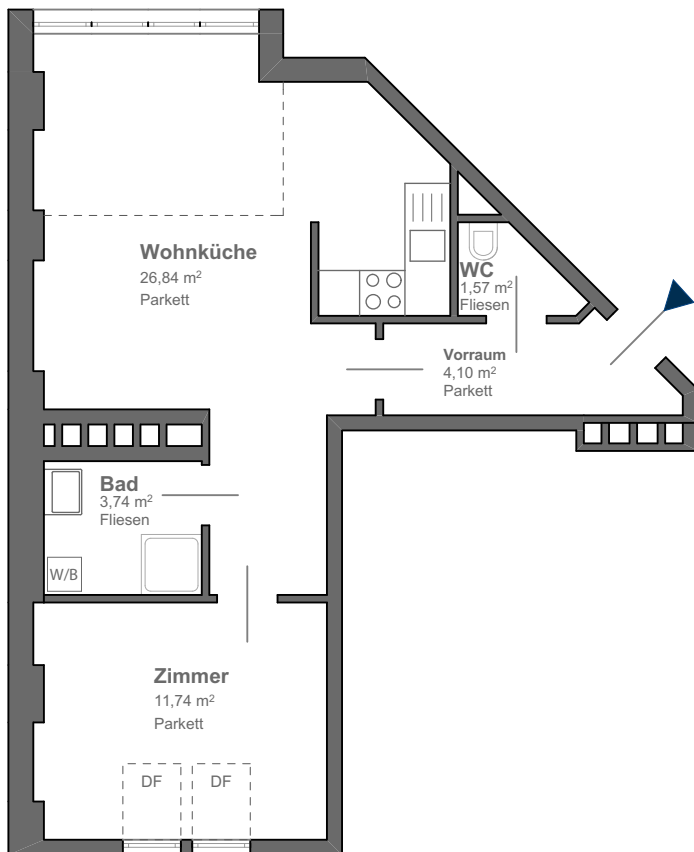 Wohnküche
26,84 m²
Parkett
WC
1,57 m²
Fliesen
Vorraum
4,10 m²
Parkett
Bad
3,74 m²
Fliesen
W/B
Zimmer
11,74 m²
Parkett
DF
DF